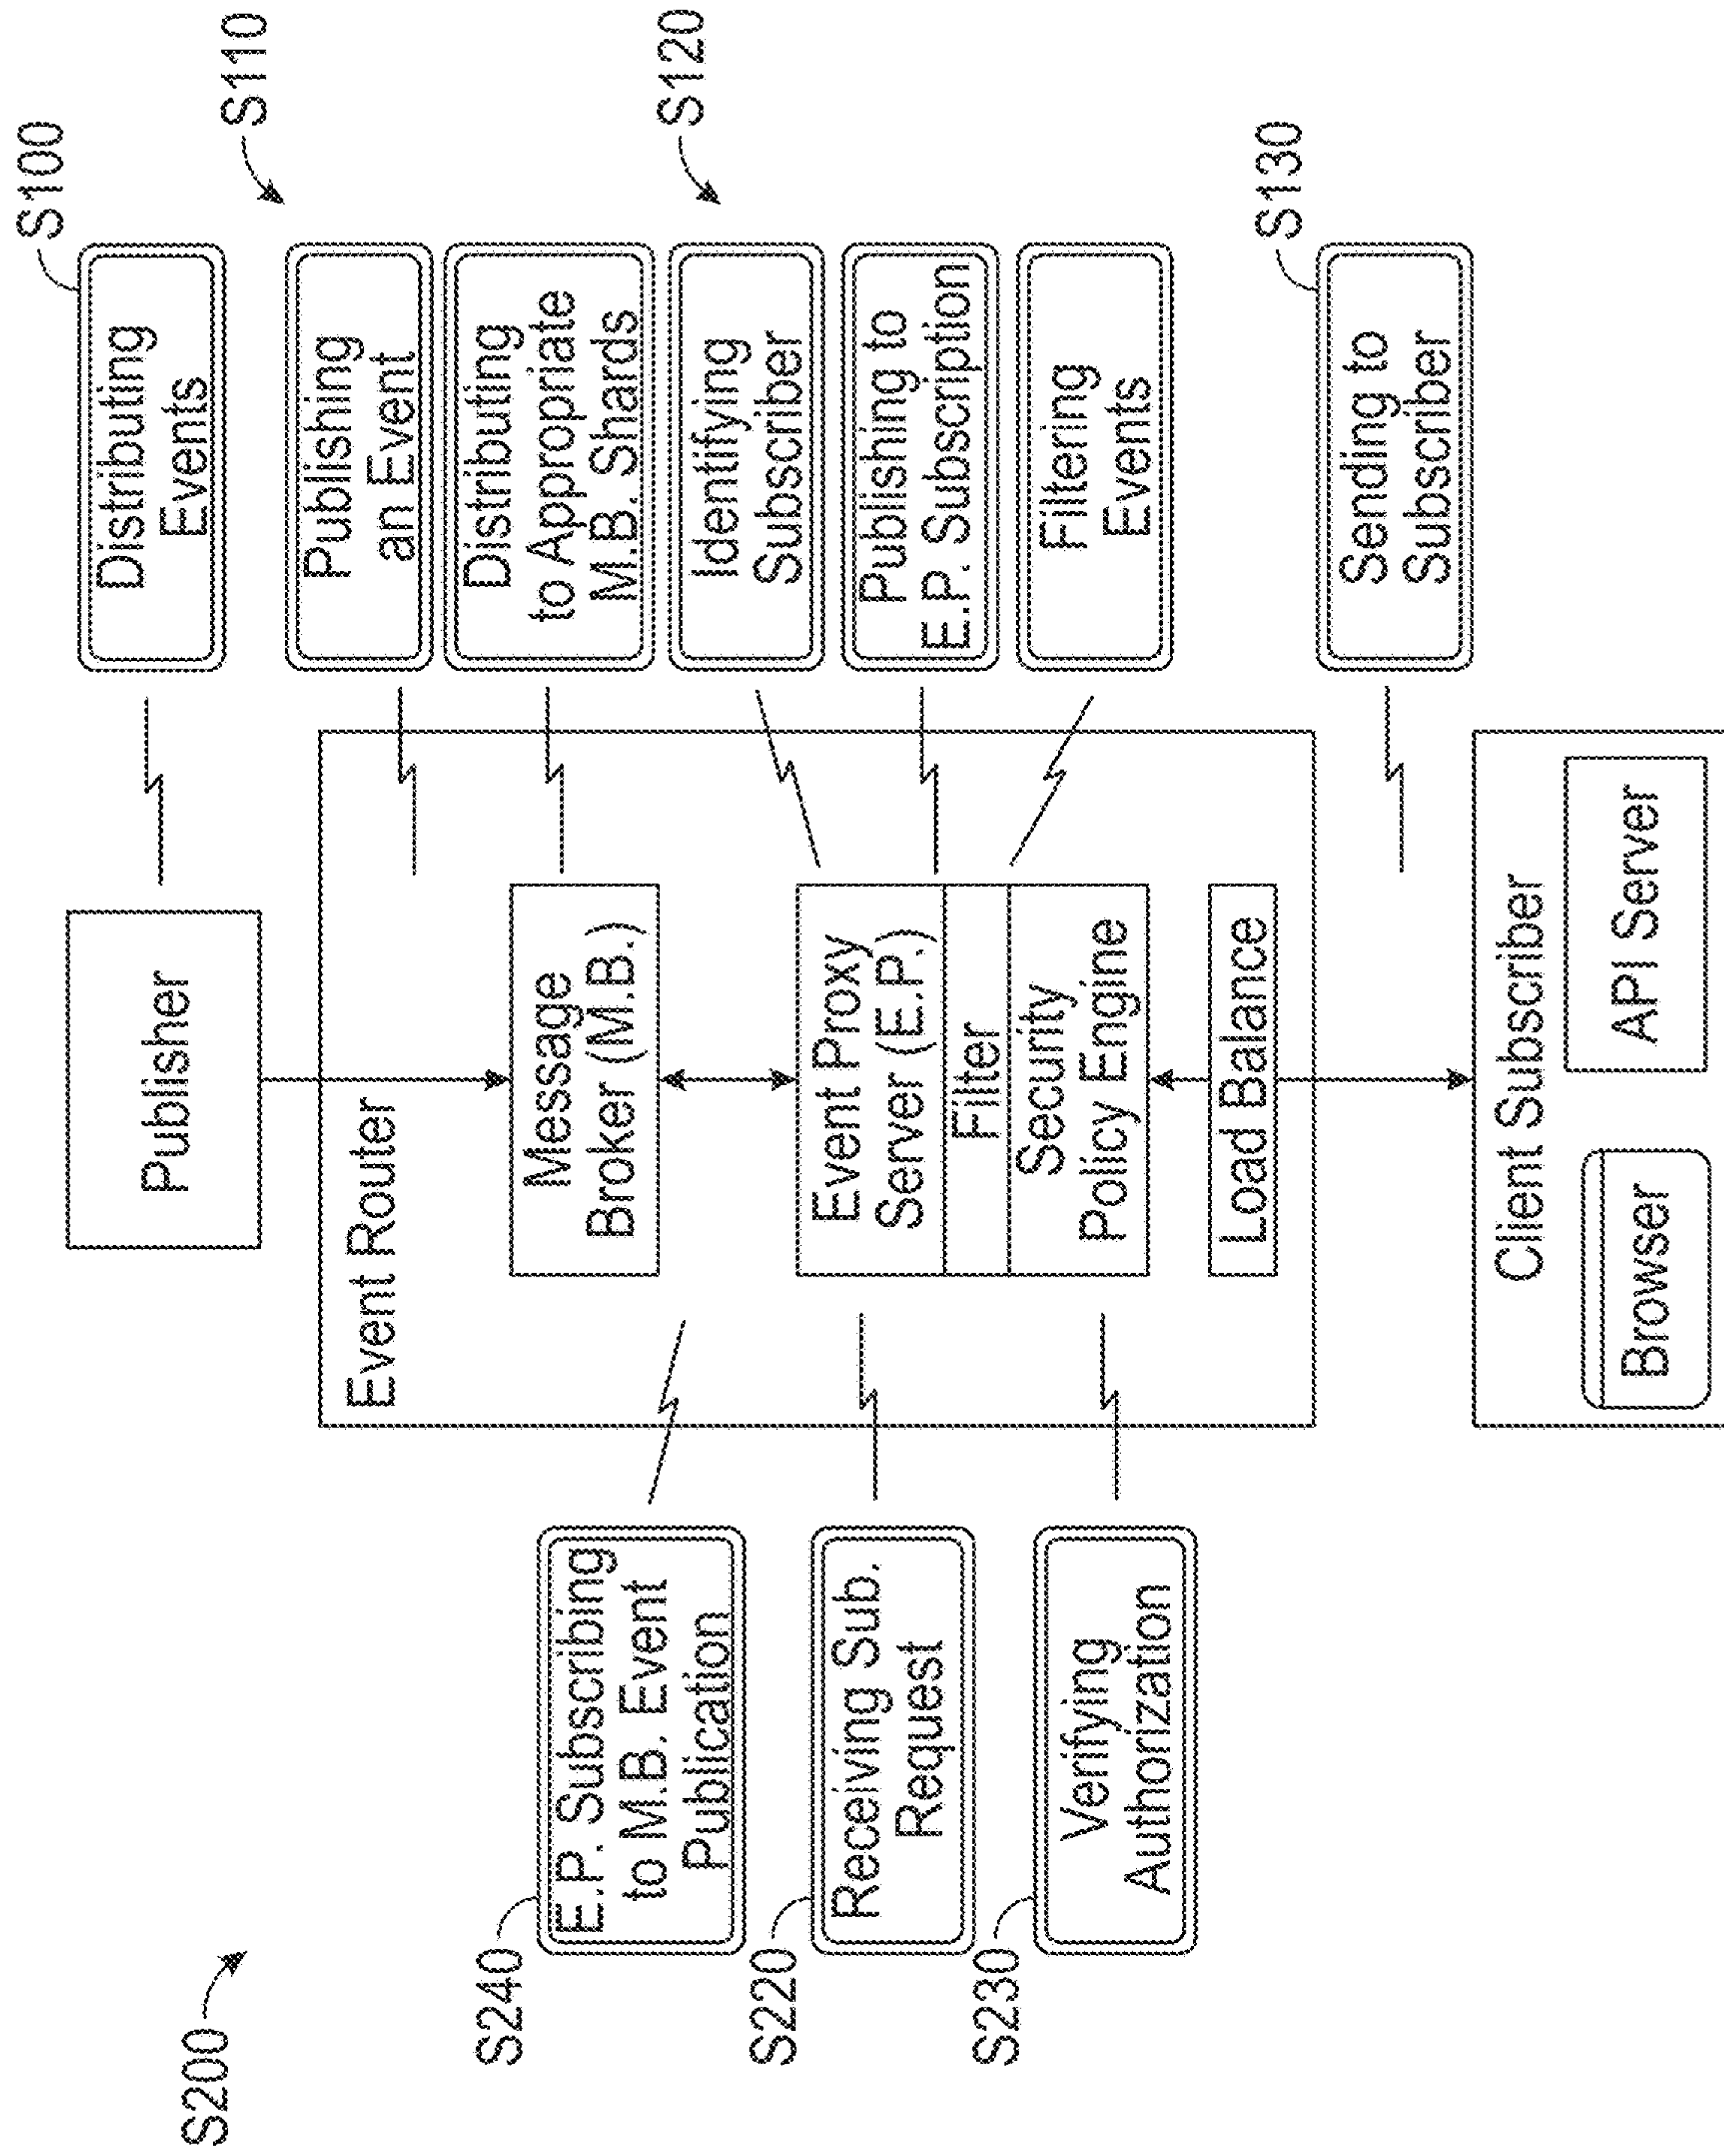 S200
S240
E.P. Subscribing
to M.B. Event
Publication
S220
Receiving Sub.
Request
S230
Verifying
Authorization
Publisher
Event Router
Message
Broker (M.B.)
Event Proxy
Server (E.P.)
Filter
Security
Policy Engine
Load Balance
Client Subscriber
Browser
API Server
S100
Distributing
Events
S110
Publishing
an Event
Distributing
to Appropriate
M.B. Shards
S120
Identifying
Subscriber
Publishing to
E.P. Subscription
Filtering
Events
S130
Sending to
Subscriber